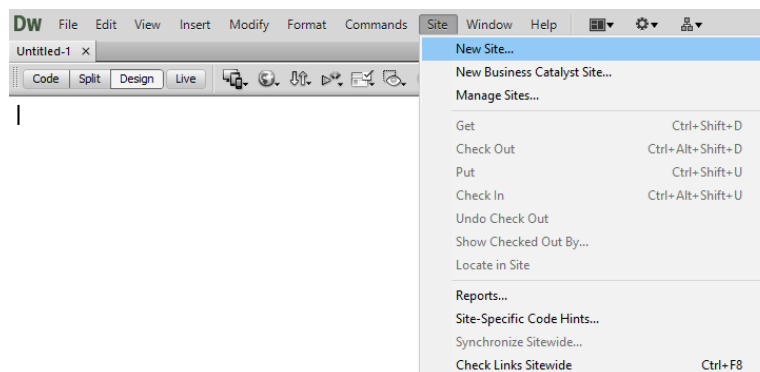 DW File Edit View Insert Modify Format Commands Site Window Help
Untitled-1 ×
Code Split Design Live
New Site...
New Business Catalyst Site...
Manage Sites...
Get Ctrl+Shift+D
Check Out Ctrl+Alt+Shift+D
Put Ctrl+Shift+U
Check In Ctrl+Alt+Shift+U
Undo Check Out
Show Checked Out By...
Locate in Site
Reports...
Site-Specific Code Hints...
Synchronize Sitewide...
Check Links Sitewide Ctrl+F8